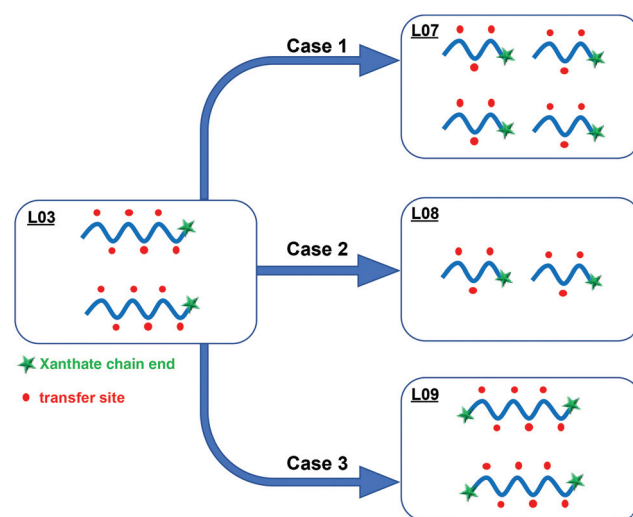 Case 1
L07
L03
Case 2
L08
Xanthate chain end
transfer site
Case 3
L09